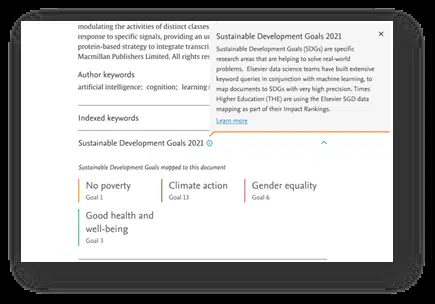 modulating the activities of distinct classes
response to specific signals, providing an u
protein-based strategy to integrate transcri
Macmillan Publishers Limited. All rights res
Author keywords
artificial intelligence; cognition; learning
Indexed keywords
Sustainable Development Goals 2021
Sustainable Development Goals mapped to this document
No poverty
Goal 1
Climate action
Goal 13
Gender equality
Goal 6
Good health and
well-being
Goal 3
Sustainable Development Goals 2021
Sustainable Development Goals (SDGs) are specific
research areas that are helping to solve real-world
problems. Elsevier data science teams have built extensive
keyword queries in conjunction with machine learning, to
map documents to SDGs with very high precision. Times
Higher Education (THE) are using the Elsevier SGD data
mapping as part of their Impact Rankings.
Learn more